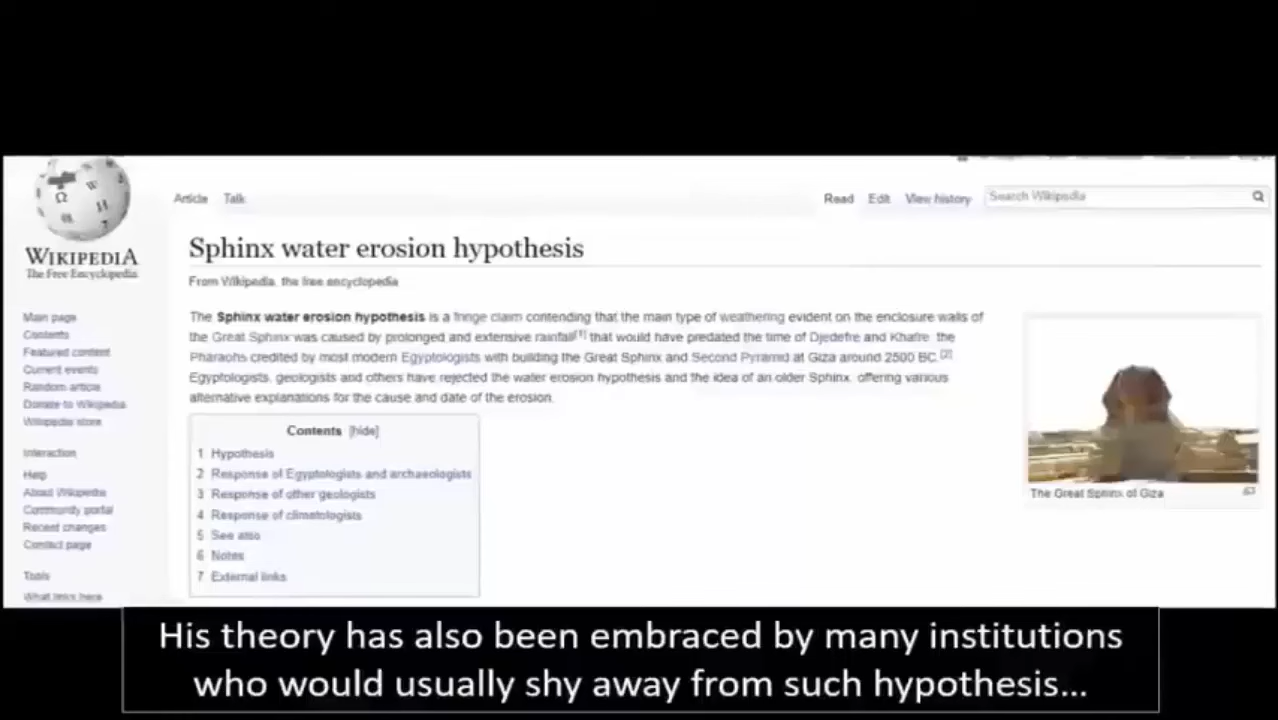 Article Talk
Read Edit View history Search Wikipedia
WIKIPEDIA
The Free Encyclopedia
Sphinx water erosion hypothesis
From Wikipedia, the free encyclopedia
The Sphinx water erosion hypothesis is a fringe claim contending that the main type of weathering evident on the enclosure walls of
the Great Sphinx was caused by prolonged and extensive rainfall[1] that would have predated the time of Djedefre and Khafre, the
Pharaohs credited by most modern Egyptologists with building the Great Sphinx and Second Pyramid at Giza around 2500 BC.[2]
Egyptologists, geologists and others have rejected the water erosion hypothesis and the idea of an older Sphinx, offering various
alternative explanations for the cause and date of the erosion.
Main page
Contents
Featured content
Current events
Random article
Donate to Wikipedia
Wikipedia store
Interaction
Help
About Wikipedia
Community portal
Recent changes
Contact page
Tools
What links here
Contents [hide]
1 Hypothesis
2 Response of Egyptologists and archaeologists
3 Response of other geologists
4 Response of climatologists
5 See also
6 Notes
7 External links
The Great Sphinx of Giza
His theory has also been embraced by many institutions
who would usually shy away from such hypothesis...